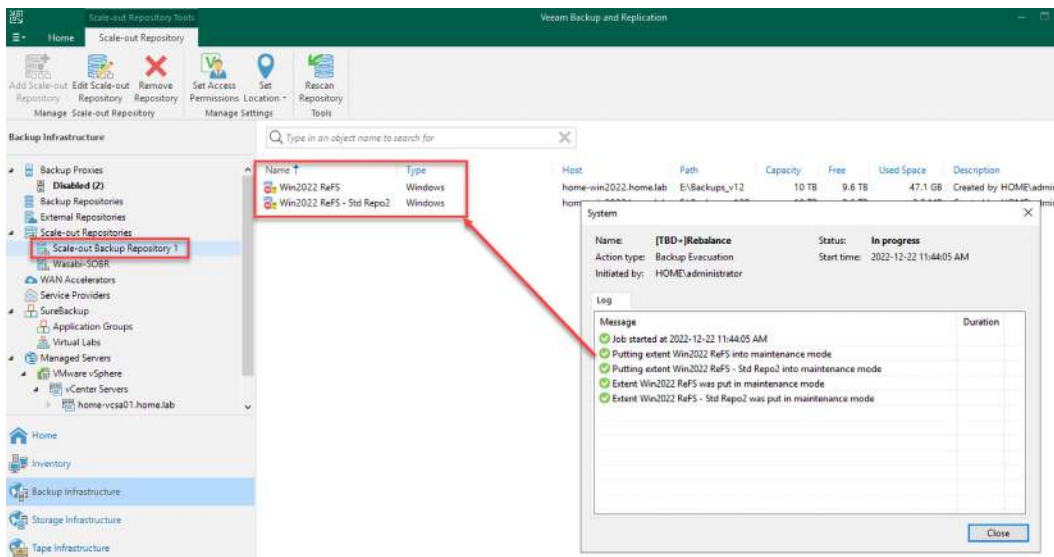 Scale-out Repository Tools
Veeam Backup and Replication
Home
Scale-out Repository
Add Scale-out Repository
Edit Scale-out Repository
Remove Repository
Set Access Permissions
Set Location
Rescan Repository
Manage Scale-out Repository
Manage Settings
Tools
Backup Infrastructure
Type in an object name to search for
Backup Proxies
Disabled (2)
Backup Repositories
External Repositories
Scale-out Repositories
Scale-out Backup Repository 1
Wasabi-SOBR
WAN Accelerators
Service Providers
SureBackup
Application Groups
Virtual Labs
Managed Servers
VMware vSphere
vCenter Servers
home-vcsa01.home.lab
Home
Inventory
Backup Infrastructure
Storage Infrastructure
Tape Infrastructure
Name Type Host Path Capacity Free Used Space Description
Win2022 ReFS Windows home-win2022.home.lab E:\Backups_v12 10 TB 9.6 TB 47.1 GB Created by HOME\admi
Win2022 ReFS - Std Repo2 Windows
System
Name: [TBD+]Rebalance Status: In progress
Action type: Backup Evacuation Start time: 2022-12-22 11:44:05 AM
Initiated by: HOME\administrator
Log
Message Duration
Job started at 2022-12-22 11:44:05 AM
Putting extent Win2022 ReFS into maintenance mode
Putting extent Win2022 ReFS - Std Repo2 into maintenance mode
Extent Win2022 ReFS was put in maintenance mode
Extent Win2022 ReFS - Std Repo2 was put in maintenance mode
Close